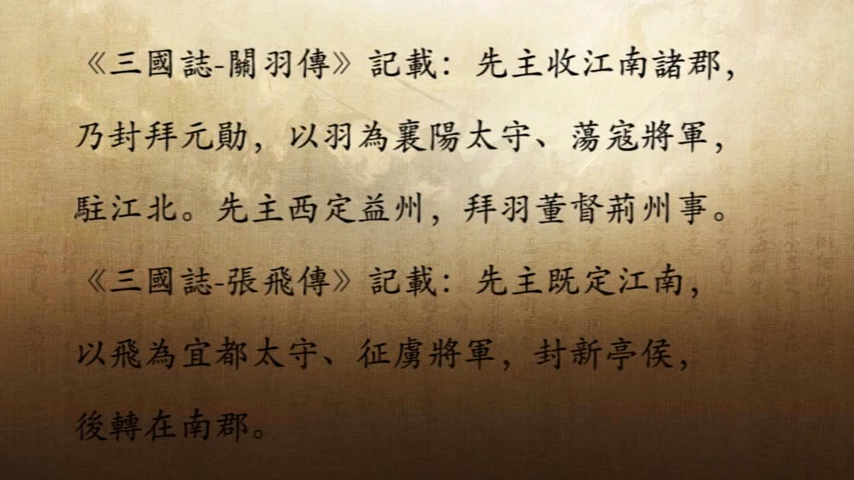 《三國誌-關羽傳》記載：先主收江南諸郡，
乃封拜元勛，以羽為襄陽太守、蕩寇將軍，
駐江北。先主西定益州，拜羽董督荊州事。
《三國誌-張飛傳》記載：先主既定江南，
以飛為宜都太守、征虜將軍，封新亭侯，
後轉在南郡。